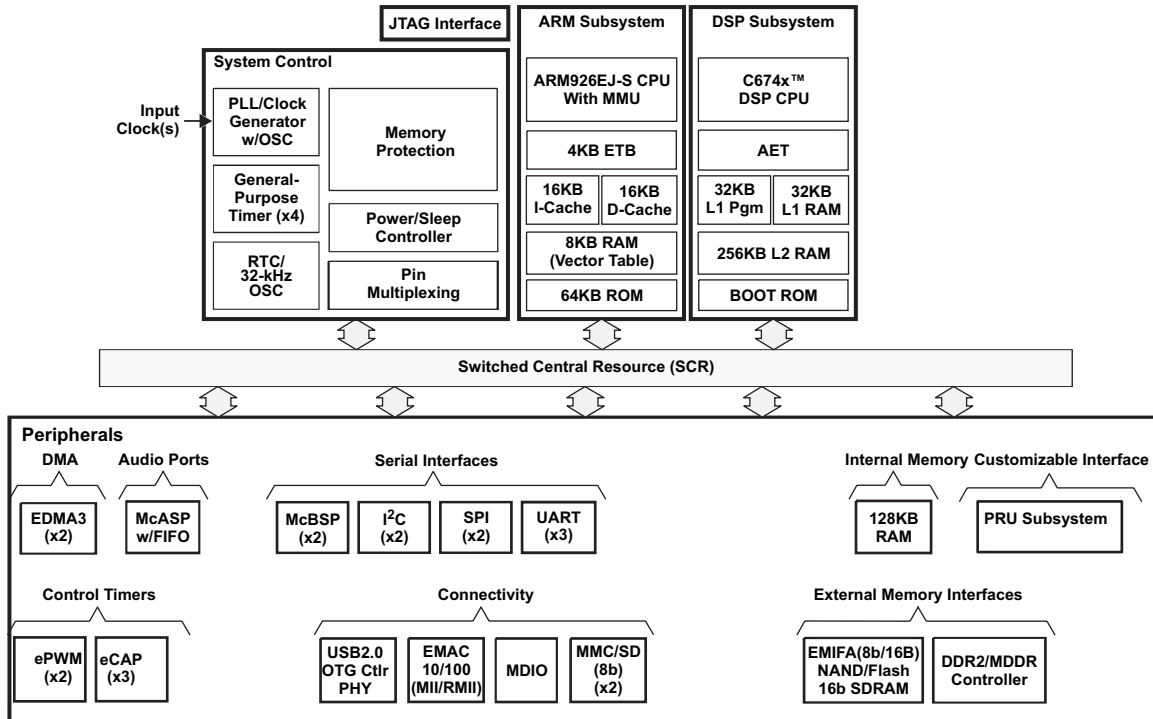 JTAG Interface
ARM Subsystem
DSP Subsystem
System Control
Input
Clock(s)
PLL/Clock
Generator
w/OSC
General-
Purpose
Timer (x4)
RTC/
32-kHz
OSC
Memory
Protection
Power/Sleep
Controller
Pin
Multiplexing
ARM926EJ-S CPU
With MMU
4KB ETB
16KB
I-Cache
16KB
D-Cache
8KB RAM
(Vector Table)
64KB ROM
C674x™
DSP CPU
AET
32KB
L1 Pgm
32KB
L1 RAM
256KB L2 RAM
BOOT ROM
Switched Central Resource (SCR)
Peripherals
DMA
EDMA3
(x2)
Audio Ports
McASP
w/FIFO
Serial Interfaces
McBSP
(x2)
I²C
(x2)
SPI
(x2)
UART
(x3)
Internal Memory
128KB
RAM
Customizable Interface
PRU Subsystem
Control Timers
ePWM
(x2)
eCAP
(x3)
Connectivity
USB2.0
OTG Ctlr
PHY
EMAC
10/100
(MII/RMII)
MDIO
MMC/SD
(8b)
(x2)
External Memory Interfaces
EMIFA(8b/16B)
NAND/Flash
16b SDRAM
DDR2/MDDR
Controller